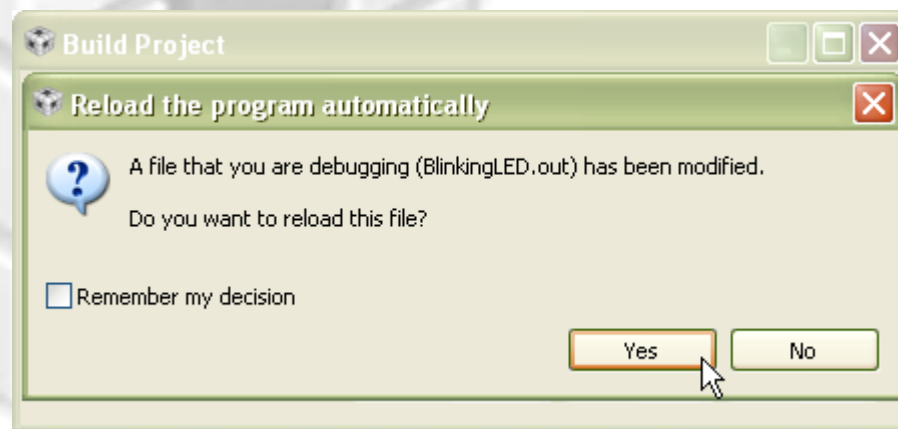 Build Project
Reload the program automatically
A file that you are debugging (BlinkingLED.out) has been modified.
Do you want to reload this file?
Remember my decision
Yes No